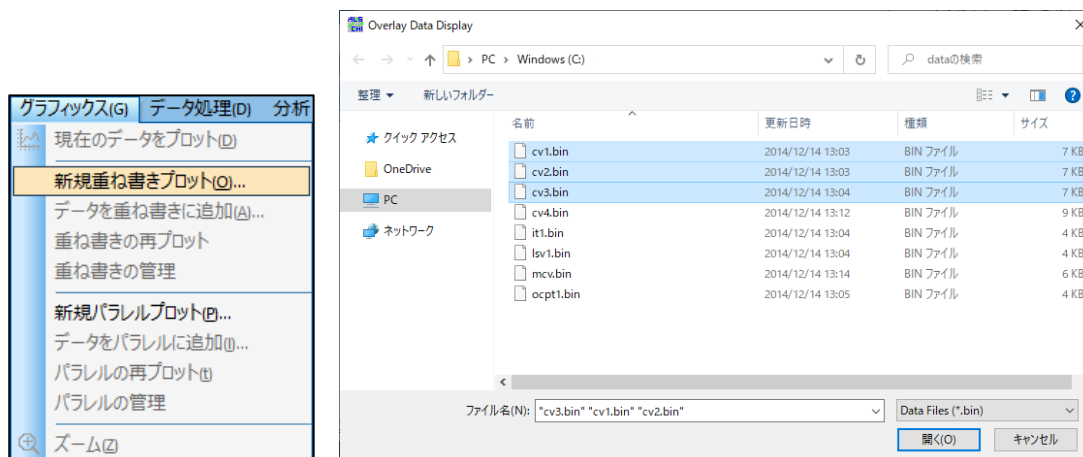 グラフィックス(G) データ処理(D) 分析
現在のデータをプロット(D)
新規重ね書きプロット(O)...
データを重ね書きに追加(A)...
重ね書きの再プロット
重ね書きの管理
新規パラレルプロット(P)...
データをパラレルに追加(I)...
パラレルの再プロット(t)
パラレルの管理
ズーム(Z)
Overlay Data Display
PC › Windows (C:)
dataの検索
整理 新しいフォルダー
名前 更新日時 種類 サイズ
クイック アクセス
OneDrive
PC
ネットワーク
cv1.bin 2014/12/14 13:03 BIN ファイル 7 KB
cv2.bin 2014/12/14 13:03 BIN ファイル 7 KB
cv3.bin 2014/12/14 13:04 BIN ファイル 7 KB
cv4.bin 2014/12/14 13:12 BIN ファイル 9 KB
it1.bin 2014/12/14 13:04 BIN ファイル 4 KB
lsv1.bin 2014/12/14 13:04 BIN ファイル 4 KB
mcv.bin 2014/12/14 13:14 BIN ファイル 6 KB
ocpt1.bin 2014/12/14 13:05 BIN ファイル 4 KB
ファイル名(N): "cv3.bin" "cv1.bin" "cv2.bin" Data Files (*.bin)
開く(O) キャンセル